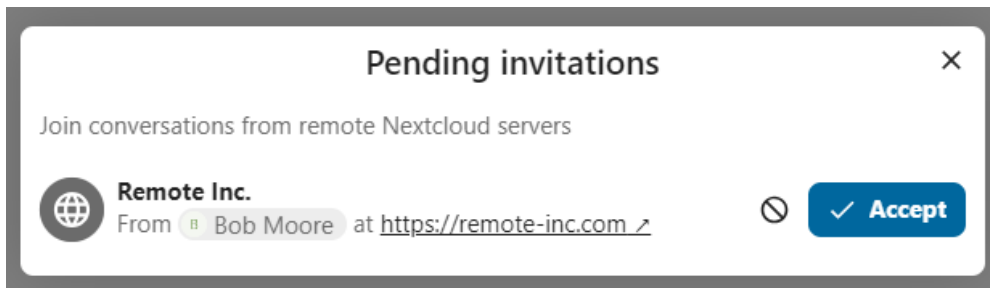 Pending invitations
Join conversations from remote Nextcloud servers
Remote Inc.
From Bob Moore at https://remote-inc.com ↗
Accept